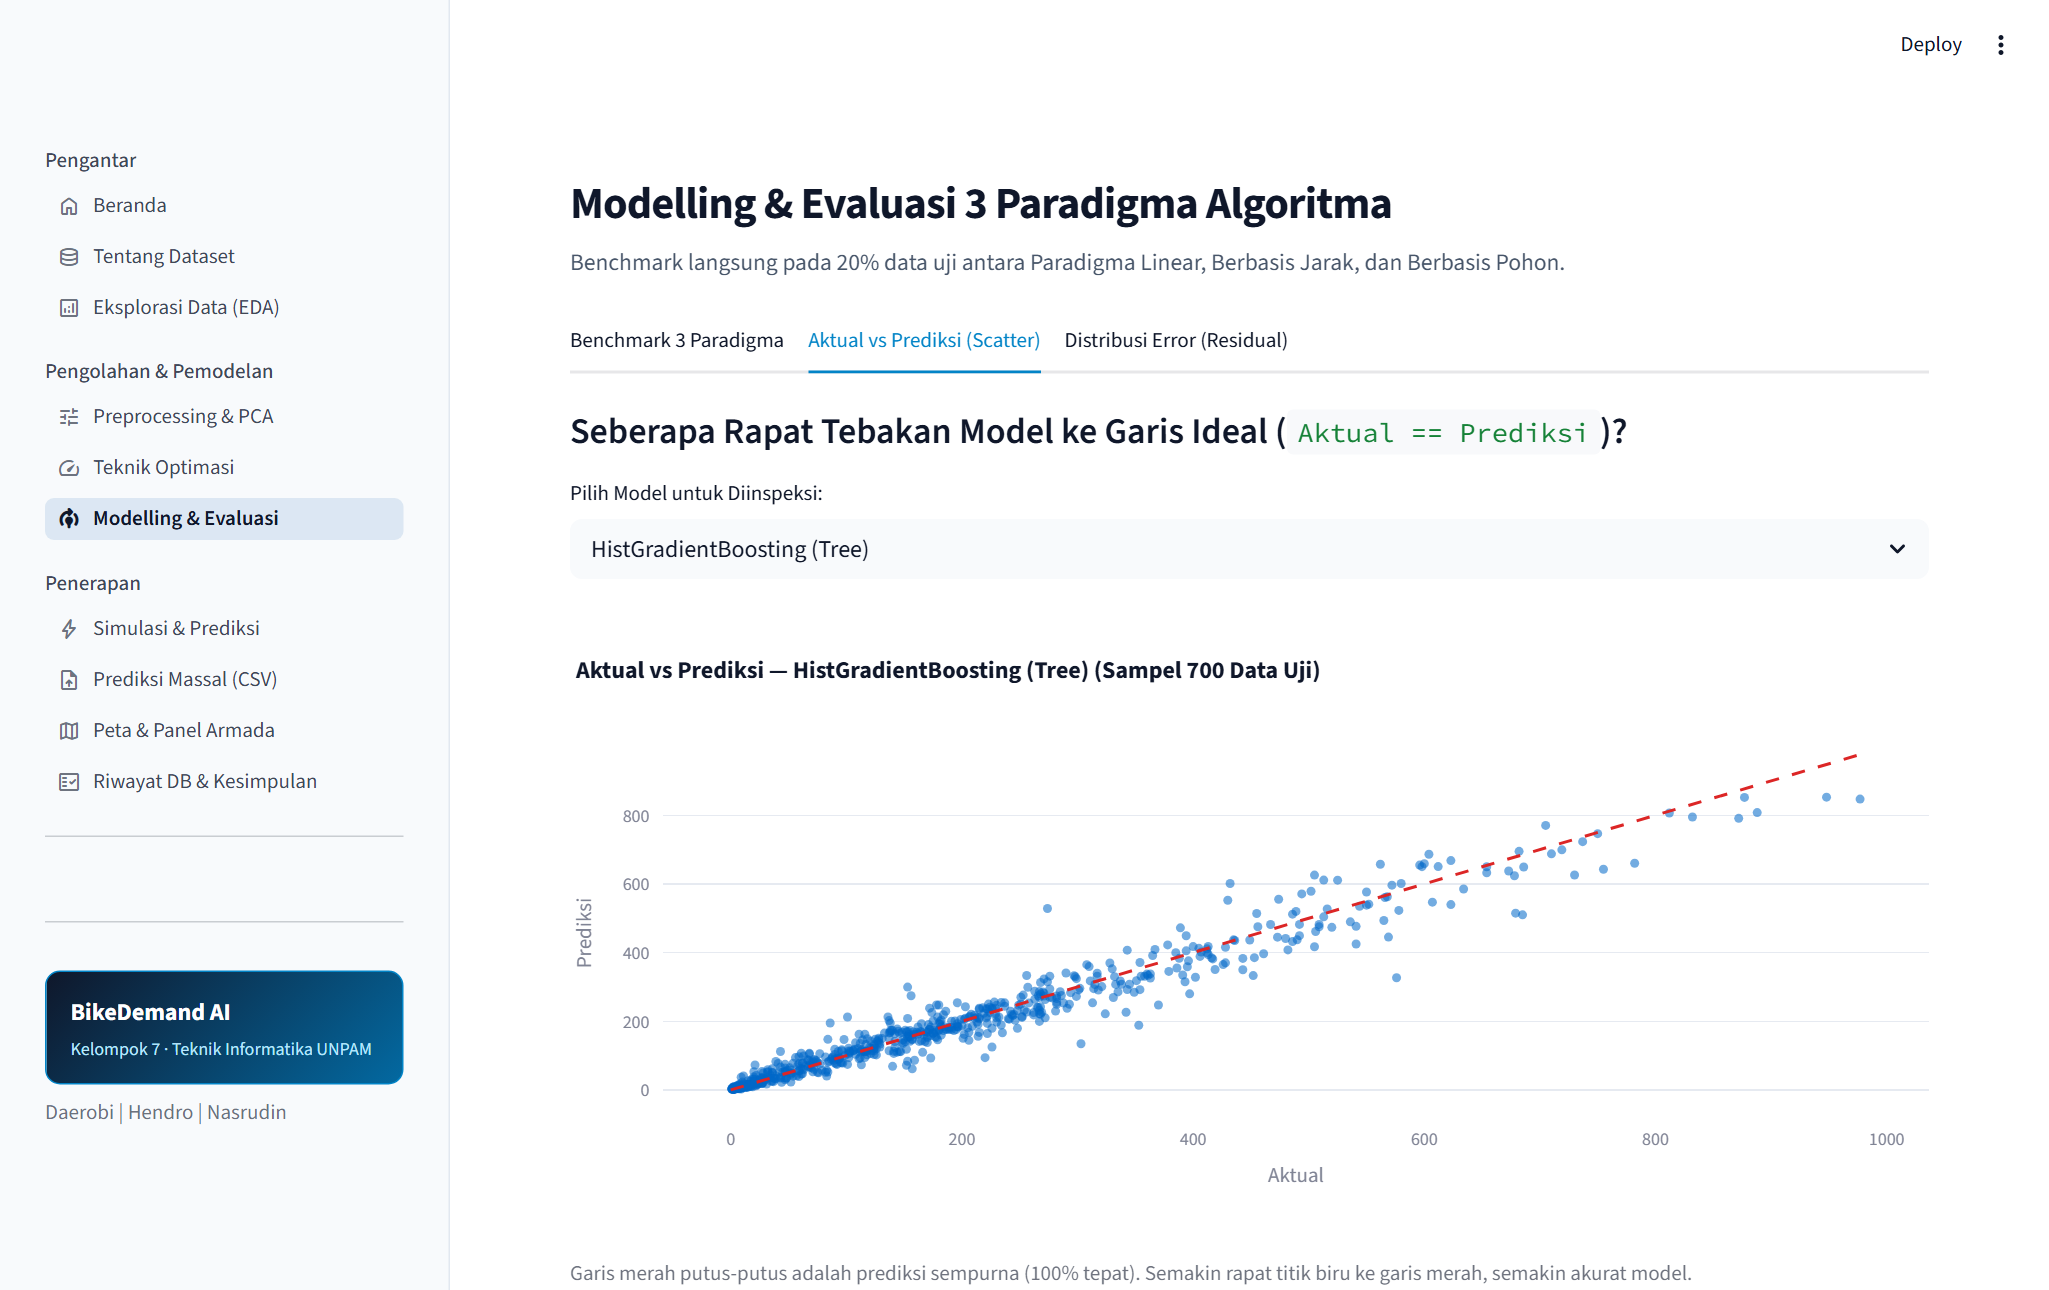 Deploy
Pengantar
Beranda
Tentang Dataset
Eksplorasi Data (EDA)
Pengolahan & Pemodelan
Preprocessing & PCA
Teknik Optimasi
Modelling & Evaluasi
Penerapan
Simulasi & Prediksi
Prediksi Massal (CSV)
Peta & Panel Armada
Riwayat DB & Kesimpulan
BikeDemand AI
Kelompok 7 · Teknik Informatika UNPAM
Daerobi | Hendro | Nasrudin
Modelling & Evaluasi 3 Paradigma Algoritma
Benchmark langsung pada 20% data uji antara Paradigma Linear, Berbasis Jarak, dan Berbasis Pohon.
Benchmark 3 Paradigma Aktual vs Prediksi (Scatter) Distribusi Error (Residual)
Seberapa Rapat Tebakan Model ke Garis Ideal ( Aktual == Prediksi )?
Pilih Model untuk Diinspeksi:
HistGradientBoosting (Tree)
Aktual vs Prediksi — HistGradientBoosting (Tree) (Sampel 700 Data Uji)
Prediksi
800
600
400
200
0
0 200 400 600 800 1000
Aktual
Garis merah putus-putus adalah prediksi sempurna (100% tepat). Semakin rapat titik biru ke garis merah, semakin akurat model.